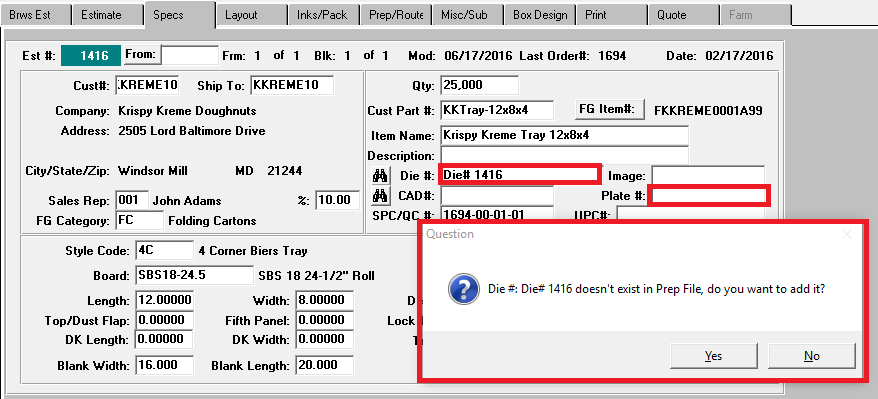 Brws Est Estimate Specs Layout Inks/Pack Prep/Route Misc/Sub Box Design Print Quote Farm
Est #: 1416 From: Frm: 1 of 1 Blk: 1 of 1 Mod: 06/17/2016 Last Order#: 1694 Date: 02/17/2016
Cust#: KREME10 Ship To: KKREME10
Company: Krispy Kreme Doughnuts
Address: 2505 Lord Baltimore Drive
City/State/Zip: Windsor Mill MD 21244
Sales Rep: 001 John Adams %: 10.00
FG Category: FC Folding Cartons
Qty: 25,000
Cust Part #: KKTray-12x8x4 FG Item#: FKKREME0001A99
Item Name: Krispy Kreme Tray 12x8x4
Description:
Die #: Die# 1416 Image:
CAD#: Plate #:
SPC/QC #: 1694-00-01-01 UPC#:
Style Code: 4C 4 Corner Biers Tray
Board: SBS18-24.5 SBS 18 24-1/2" Roll
Length: 12.00000 Width: 8.00000
Top/Dust Flap: 0.00000 Fifth Panel: 0.00000 Lock
DK Length: 0.00000 DK Width: 0.00000
Blank Width: 16.000 Blank Length: 20.000
Question
Die #: Die# 1416 doesn't exist in Prep File, do you want to add it?
Yes No